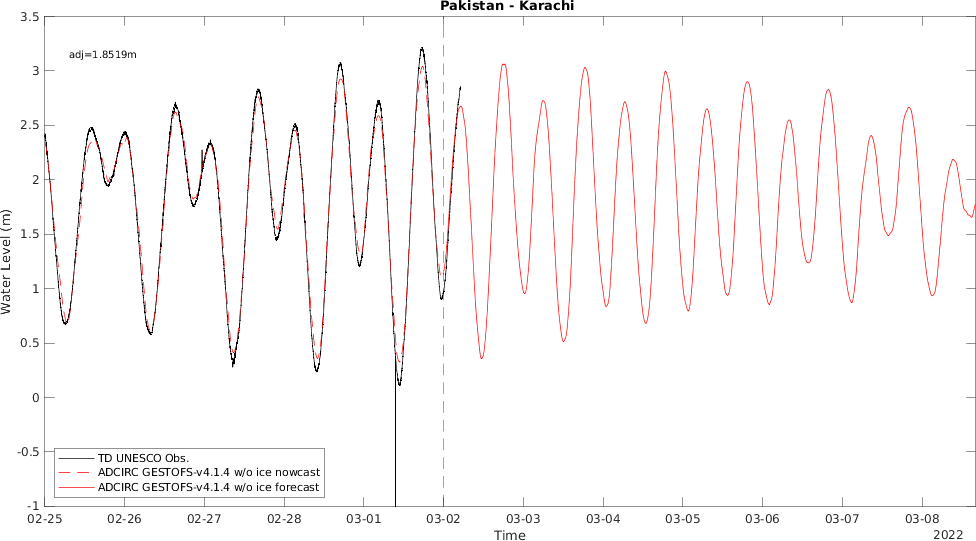 Pakistan - Karachi
adj=1.8519m
3.5
3
2.5
2
1.5
1
0.5
0
-0.5
-1
Water Level (m)
TD UNESCO Obs.
ADCIRC GESTOFS-v4.1.4 w/o ice nowcast
ADCIRC GESTOFS-v4.1.4 w/o ice forecast
02-25 02-26 02-27 02-28 03-01 03-02 03-03 03-04 03-05 03-06 03-07 03-08
Time
2022